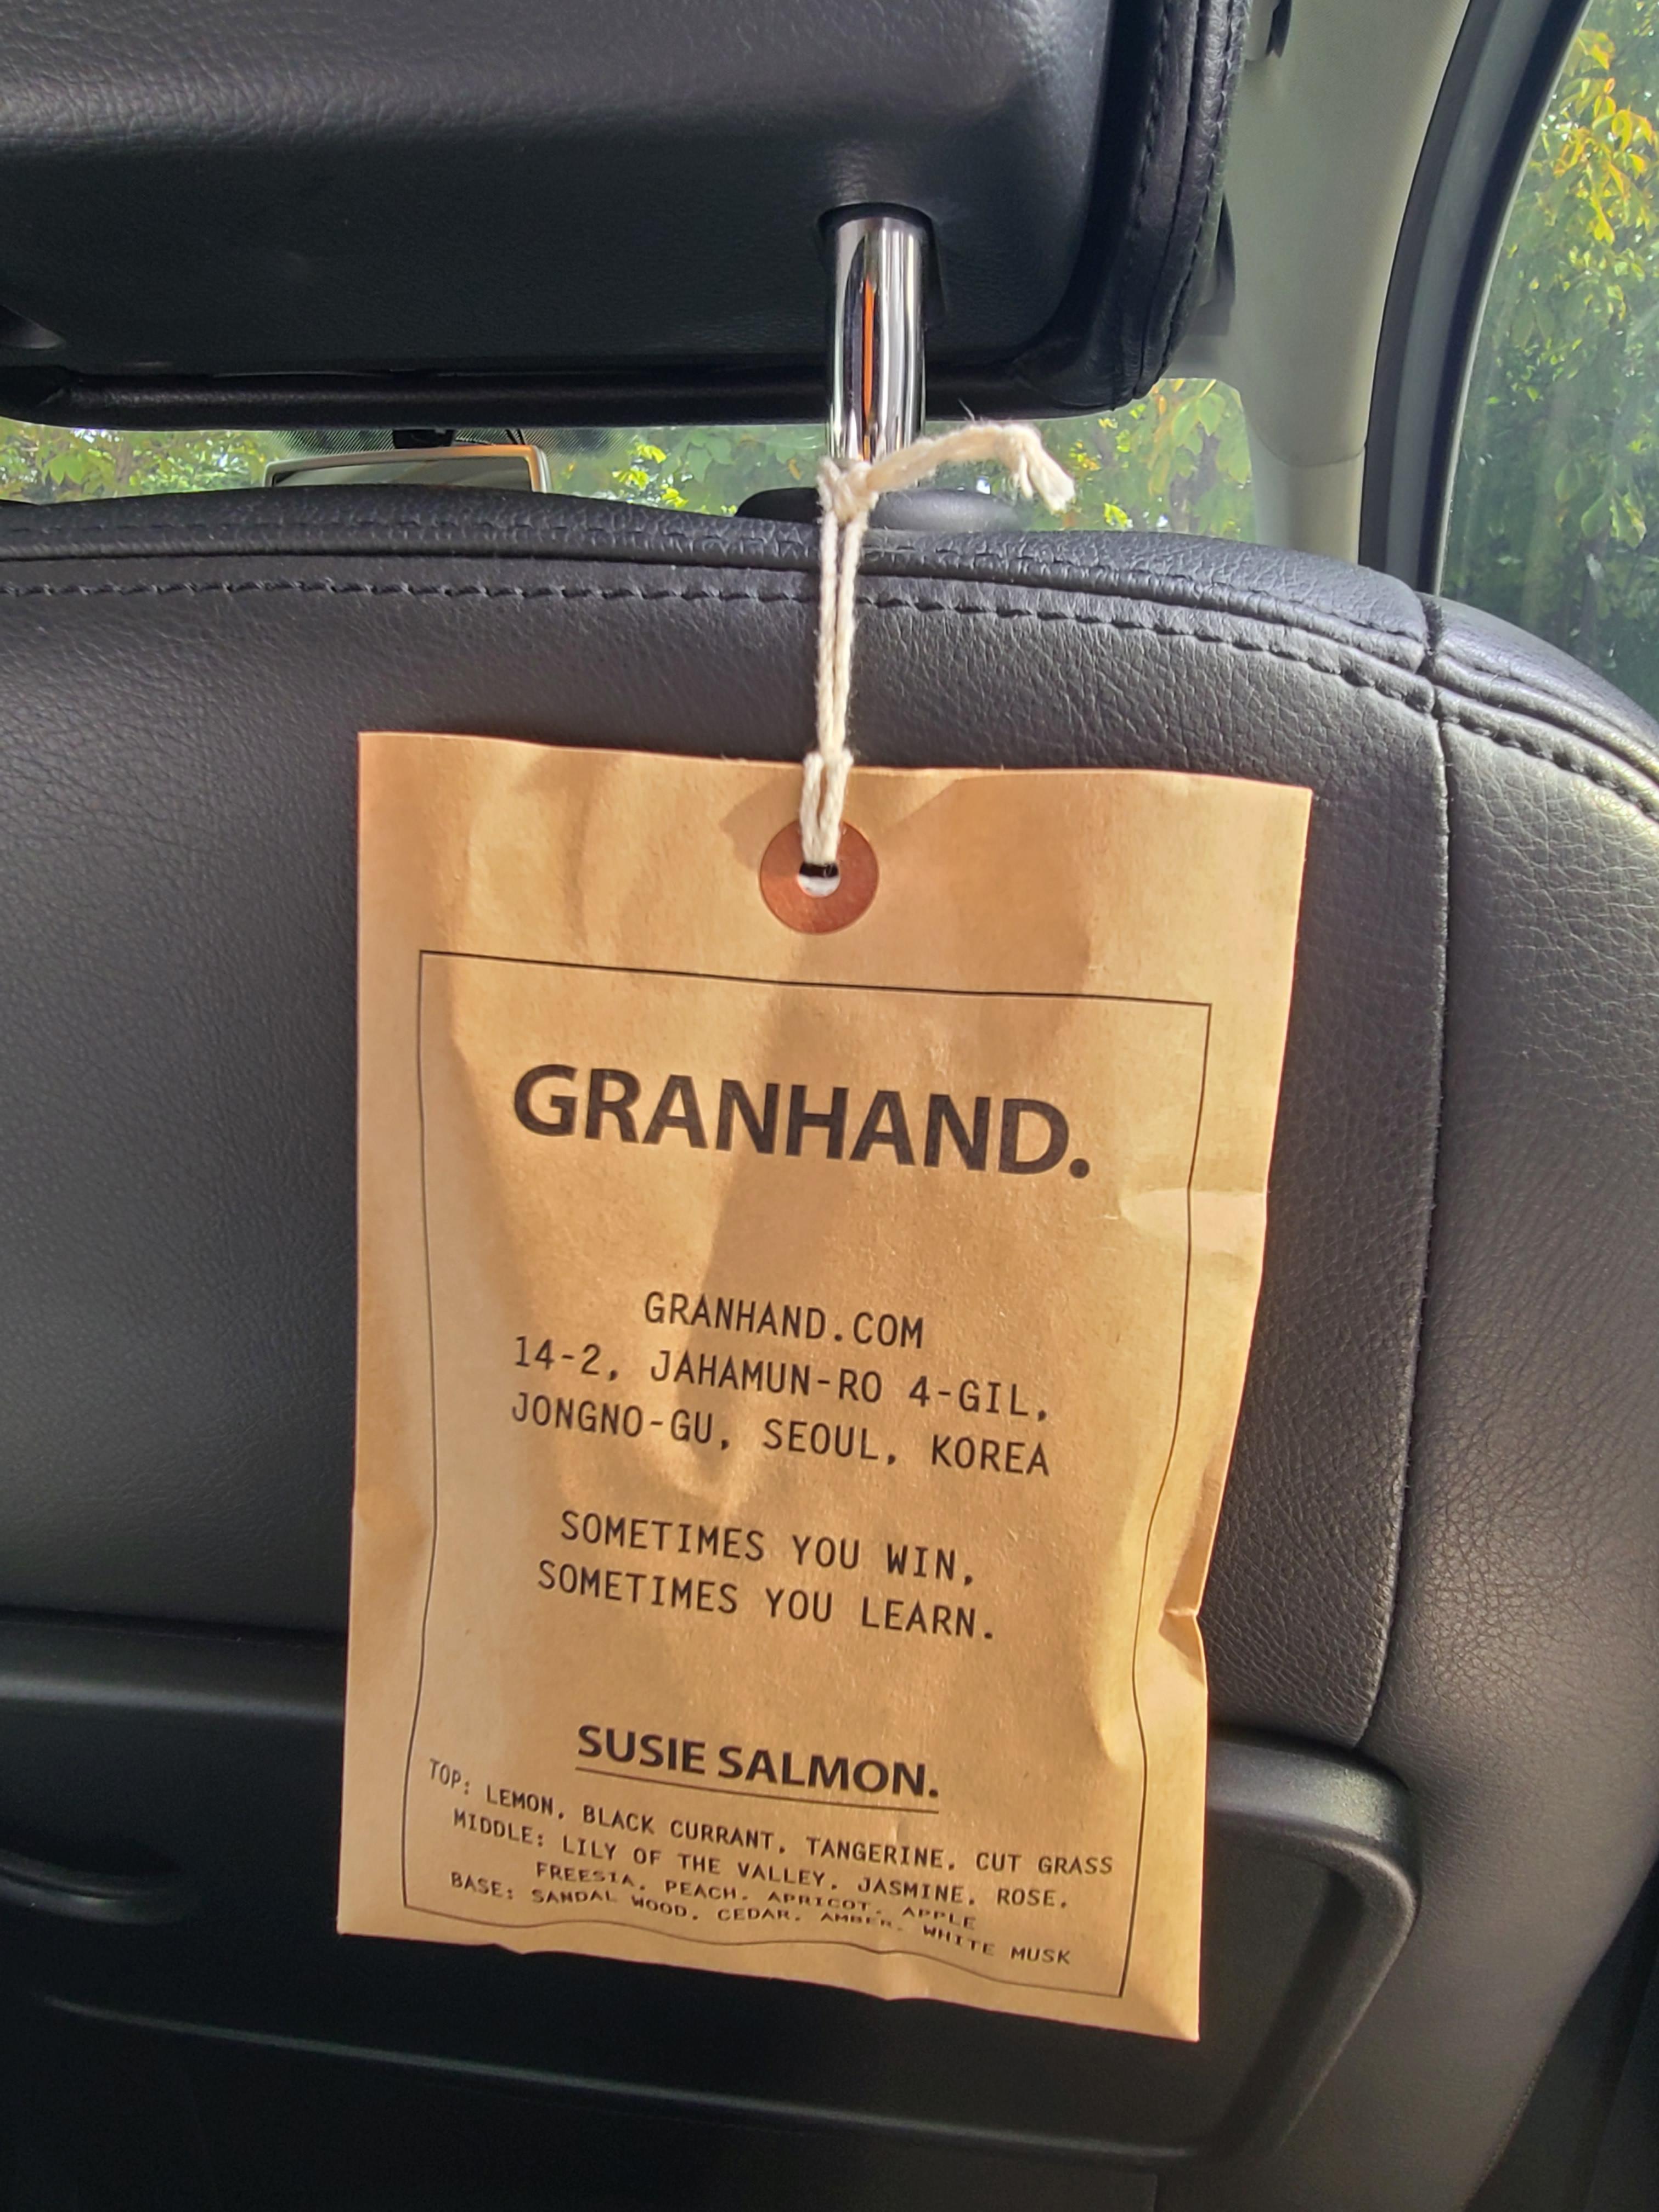 GRANHAND.
GRANHAND.COM
14-2, JAHAMUN-RO 4-GIL,
JONGNO-GU, SEOUL, KOREA
SOMETIMES YOU WIN,
SOMETIMES YOU LEARN.
SUSIE SALMON.
TOP: LEMON, BLACK CURRANT, TANGERINE, CUT GRASS
MIDDLE: LILY OF THE VALLEY, JASMINE, ROSE,
FREESIA, PEACH, APRICOT, APPLE
BASE: SANDAL WOOD, CEDAR, AMBER, WHITE MUSK